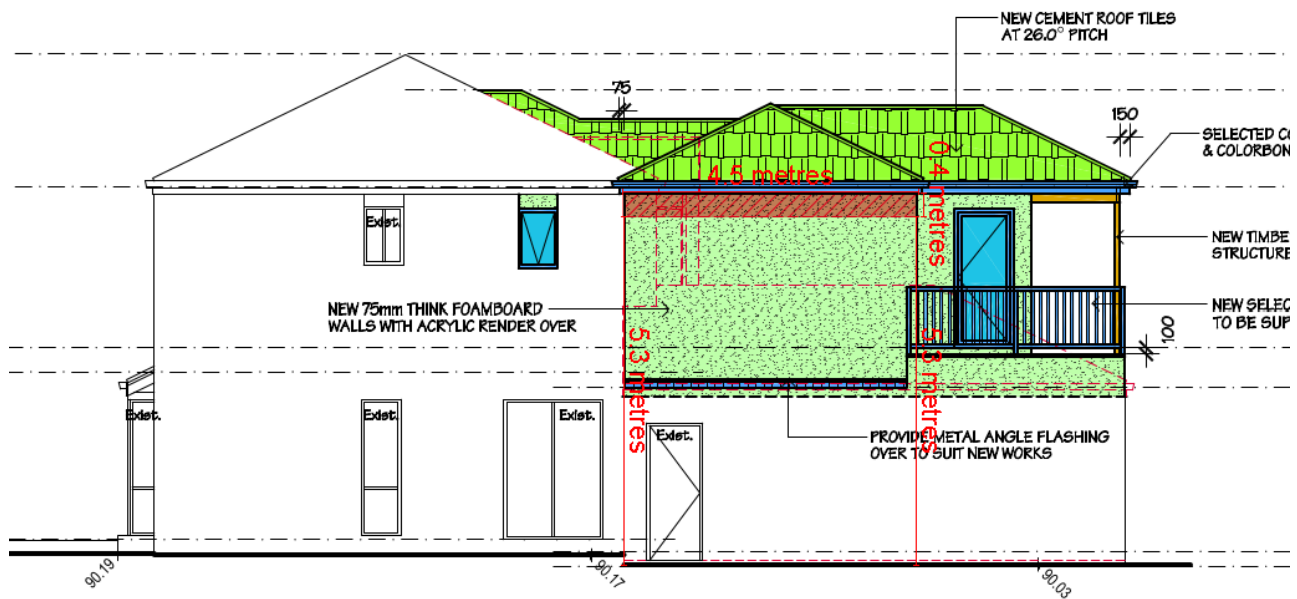 NEW CEMENT ROOF TILES
AT 26.0° PITCH
75
150
SELECTED CO
& COLORBON
4.5 metres
0.4 metres
Exist.
NEW TIMBE
STRUCTURE
NEW 75mm THINK FOAMBOARD
WALLS WITH ACRYLIC RENDER OVER
NEW SELEC
TO BE SUP
100
5.3 metres
5.3 metres
Exist.
Exist.
Exist.
Exist.
PROVIDE METAL ANGLE FLASHING
OVER TO SUIT NEW WORKS
90.19
90.17
90.03